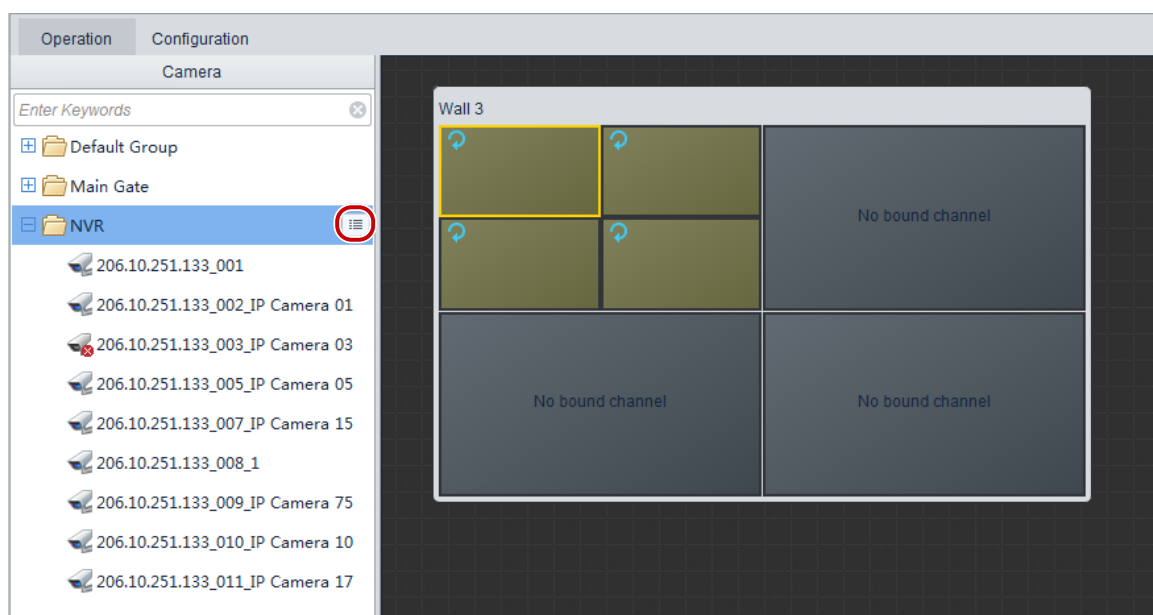 Operation Configuration
Camera
Enter Keywords
Default Group
Main Gate
NVR
206.10.251.133_001
206.10.251.133_002_IP Camera 01
206.10.251.133_003_IP Camera 03
206.10.251.133_005_IP Camera 05
206.10.251.133_007_IP Camera 15
206.10.251.133_008_1
206.10.251.133_009_IP Camera 75
206.10.251.133_010_IP Camera 10
206.10.251.133_011_IP Camera 17
Wall 3
No bound channel
No bound channel
No bound channel